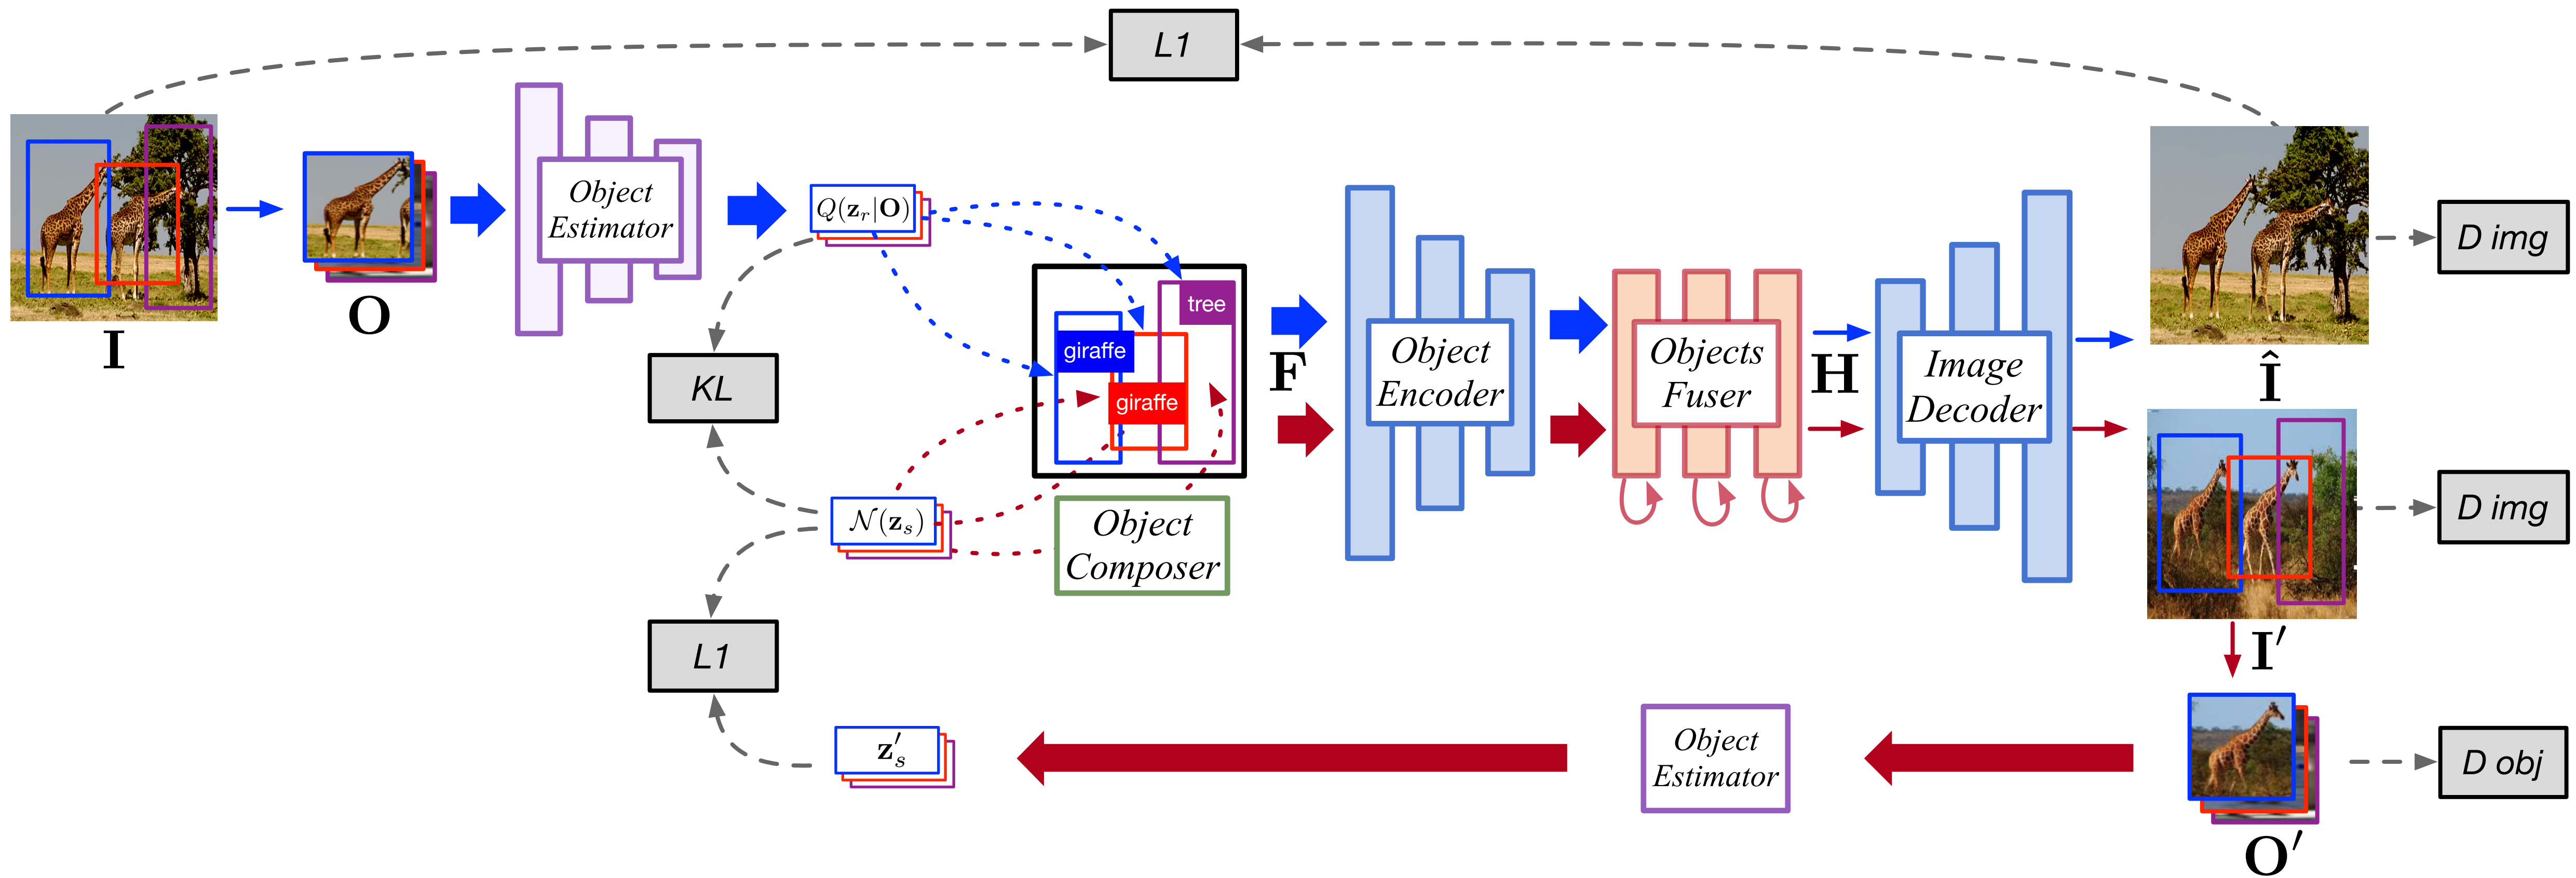 L1
I
O
Object
Estimator
Q(z_r|O)
KL
tree
giraffe
giraffe
N(z_s)
Object
Composer
F
Object
Encoder
Objects
Fuser
H
Image
Decoder
Î
D img
D img
I′
L1
z′_s
Object
Estimator
O′
D obj